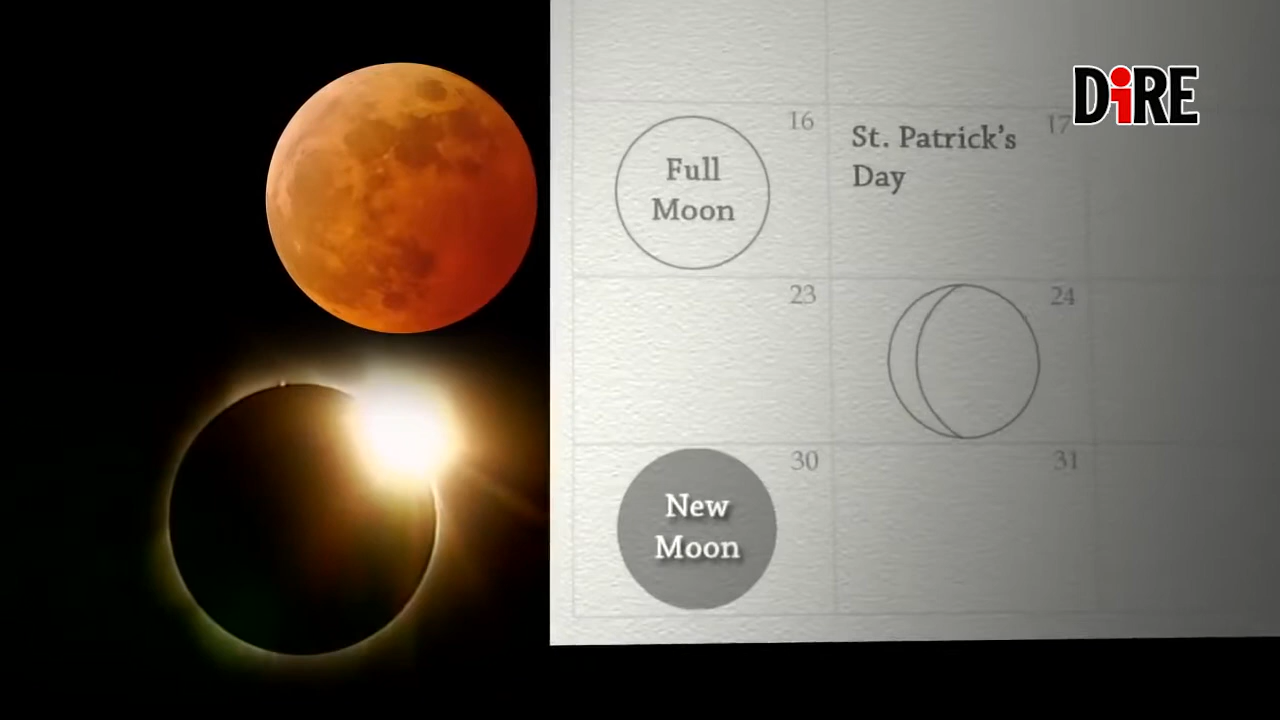 DiRE
16
Full
Moon
17
St. Patrick's
Day
23
24
30
New
Moon
31